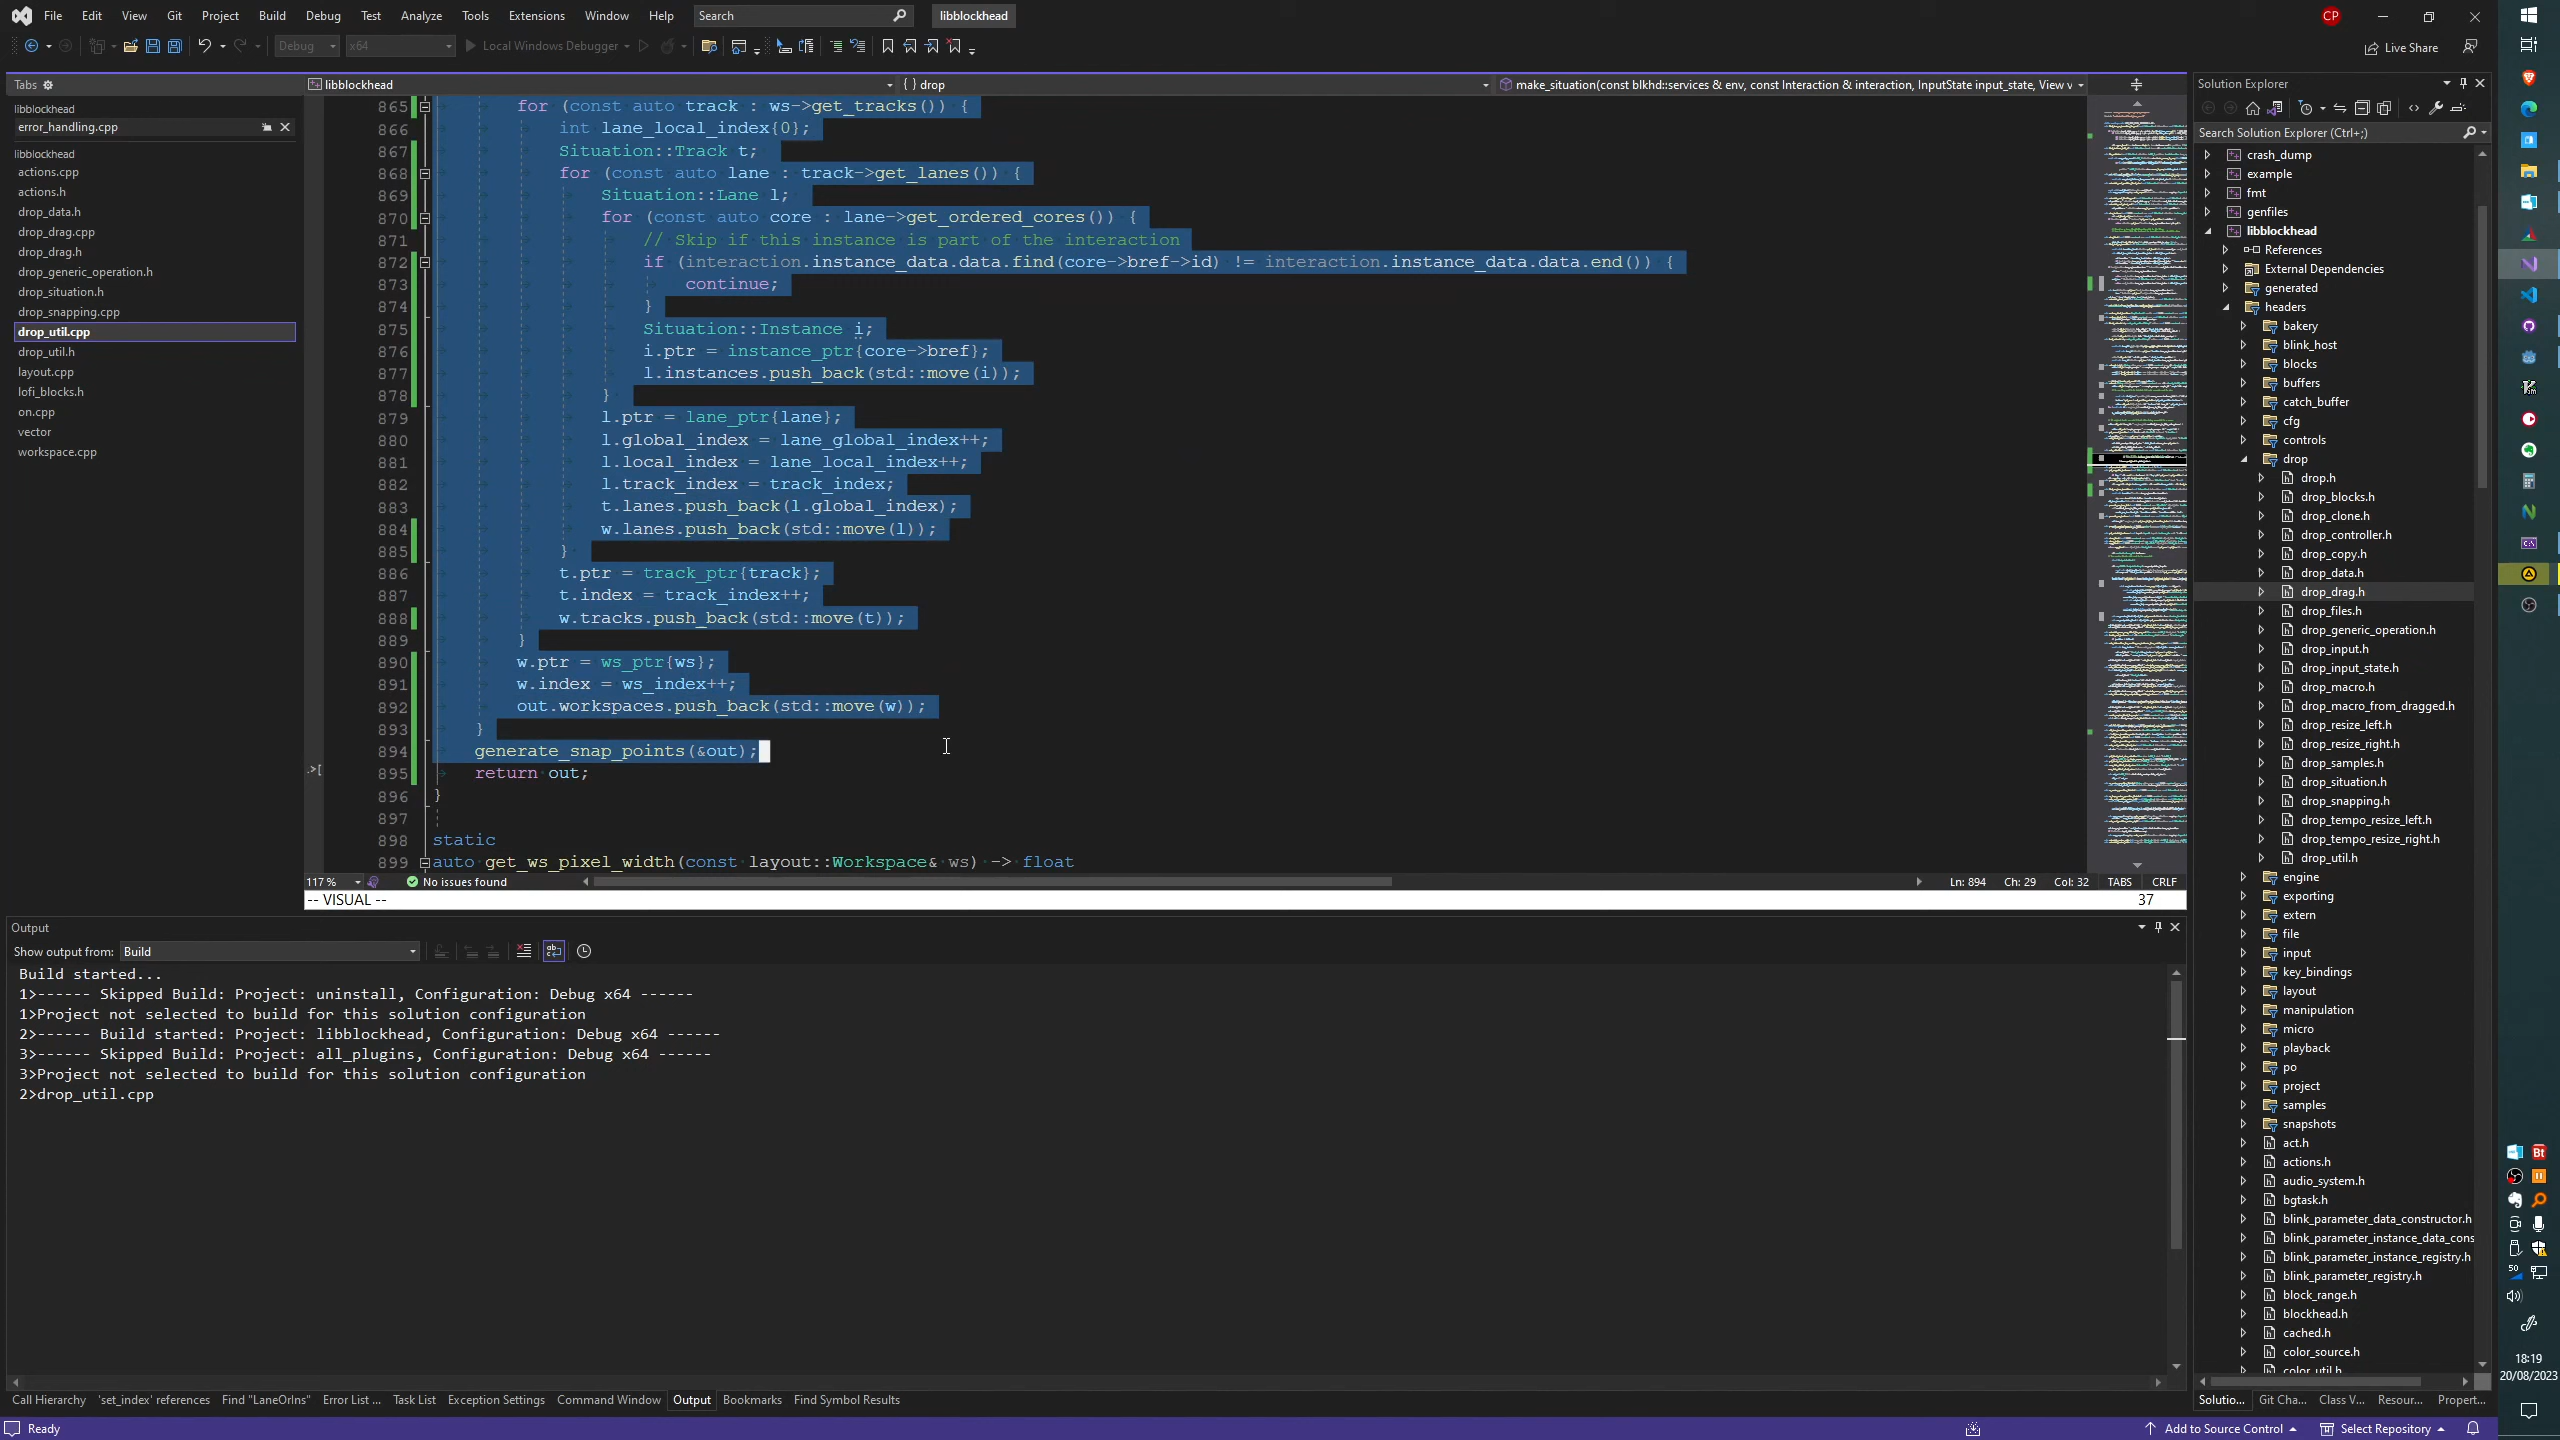 File Edit View Git Project Build Debug Test Analyze Tools Extensions Window Help Search libblockhead CP
Debug x64 Local Windows Debugger Live Share
Tabs
libblockhead
error_handling.cpp
libblockhead
actions.cpp
actions.h
drop_data.h
drop_drag.cpp
drop_drag.h
drop_generic_operation.h
drop_situation.h
drop_snapping.cpp
drop_util.cpp
drop_util.h
layout.cpp
lofi_blocks.h
on.cpp
vector
workspace.cpp
libblockhead { } drop make_situation(const blkhd::services & env, const Interaction & interaction, InputState input_state, View v
865 for (const auto track : ws->get_tracks()) {
866 int lane_local_index{0};
867 Situation::Track t;
868 for (const auto lane : track->get_lanes()) {
869 Situation::Lane l;
870 for (const auto core : lane->get_ordered_cores()) {
871 // Skip if this instance is part of the interaction
872 if (interaction.instance_data.data.find(core->bref->id) != interaction.instance_data.data.end()) {
873 continue;
874 }
875 Situation::Instance i;
876 i.ptr = instance_ptr{core->bref};
877 l.instances.push_back(std::move(i));
878 }
879 l.ptr = lane_ptr{lane};
880 l.global_index = lane_global_index++;
881 l.local_index = lane_local_index++;
882 l.track_index = track_index;
883 t.lanes.push_back(l.global_index);
884 w.lanes.push_back(std::move(l));
885 }
886 t.ptr = track_ptr{track};
887 t.index = track_index++;
888 w.tracks.push_back(std::move(t));
889 }
890 w.ptr = ws_ptr{ws};
891 w.index = ws_index++;
892 out.workspaces.push_back(std::move(w));
893 }
894 generate_snap_points(&out);
895 return out;
896 }
897
898 static
899 auto get_ws_pixel_width(const layout::Workspace& ws) -> float
117 % No issues found Ln: 894 Ch: 29 Col: 32 TABS CRLF
-- VISUAL -- 37
Output
Show output from: Build
Build started...
1>------ Skipped Build: Project: uninstall, Configuration: Debug x64 ------
1>Project not selected to build for this solution configuration
2>------ Build started: Project: libblockhead, Configuration: Debug x64 ------
3>------ Skipped Build: Project: all_plugins, Configuration: Debug x64 ------
3>Project not selected to build for this solution configuration
2>drop_util.cpp
Call Hierarchy 'set_index' references Find "LaneOrIns" Error List ... Task List Exception Settings Command Window Output Bookmarks Find Symbol Results
Solution Explorer
Search Solution Explorer (Ctrl+;)
crash_dump
example
fmt
genfiles
libblockhead
References
External Dependencies
generated
headers
bakery
blink_host
blocks
buffers
catch_buffer
cfg
controls
drop
drop.h
drop_blocks.h
drop_clone.h
drop_controller.h
drop_copy.h
drop_data.h
drop_drag.h
drop_files.h
drop_generic_operation.h
drop_input.h
drop_input_state.h
drop_macro.h
drop_macro_from_dragged.h
drop_resize_left.h
drop_resize_right.h
drop_samples.h
drop_situation.h
drop_snapping.h
drop_tempo_resize_left.h
drop_tempo_resize_right.h
drop_util.h
engine
exporting
extern
file
input
key_bindings
layout
manipulation
micro
playback
po
project
samples
snapshots
act.h
actions.h
audio_system.h
bgtask.h
blink_parameter_data_constructor.h
blink_parameter_instance_data_cons
blink_parameter_instance_registry.h
blink_parameter_registry.h
block_range.h
blockhead.h
cached.h
color_source.h
color_util.h
Solutio... Git Cha... Class V... Resour... Propert...
Ready Add to Source Control Select Repository
Bt
50
18:19
20/08/2023